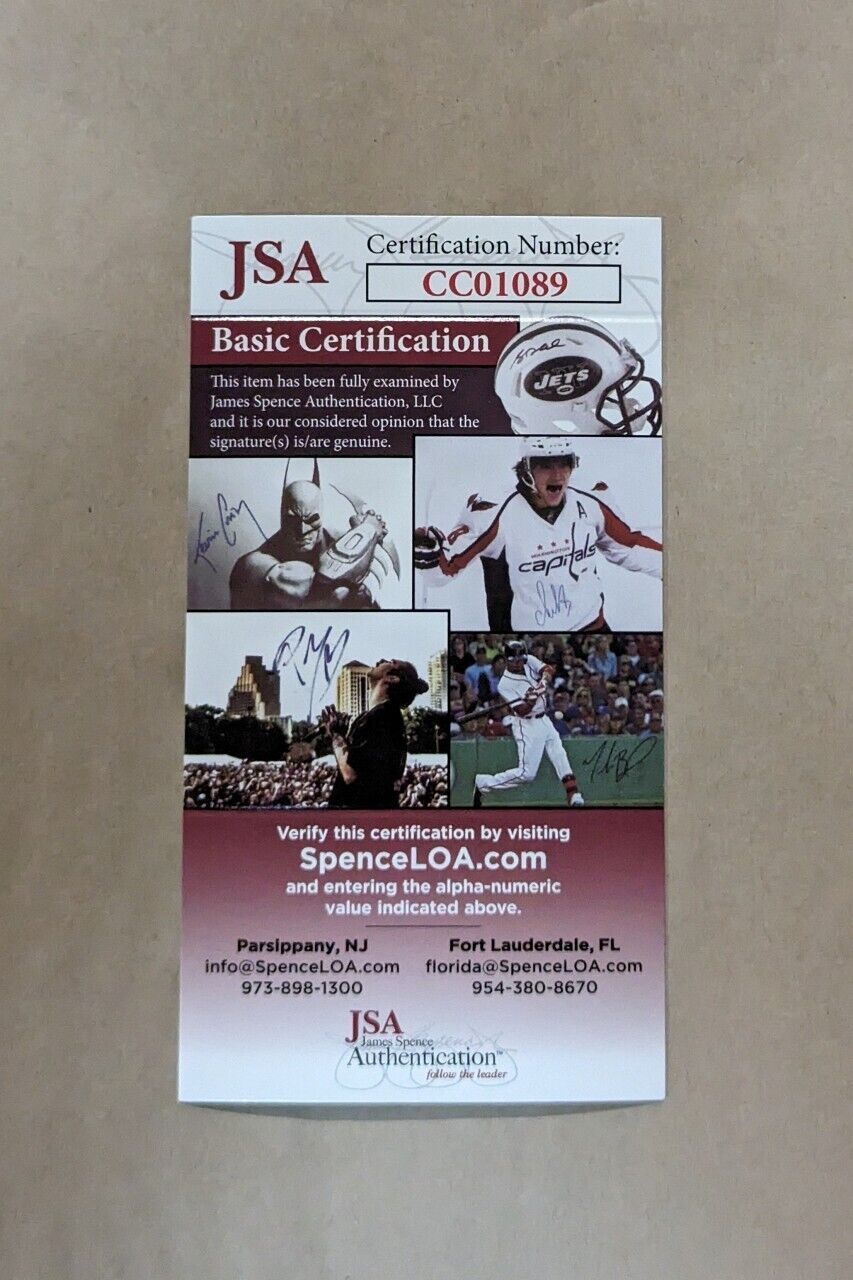 JSA
Certification Number:
CC01089
Basic Certification
This item has been fully examined by
James Spence Authentication, LLC
and it is our considered opinion that the
signature(s) is/are genuine.
JETS
A
WASHINGTON
capitals
Verify this certification by visiting
SpenceLOA.com
and entering the alpha-numeric
value indicated above.
Parsippany, NJ
info@SpenceLOA.com
973-898-1300
Fort Lauderdale, FL
florida@SpenceLOA.com
954-380-8670
JSA
James Spence
Authentication™
follow the leader